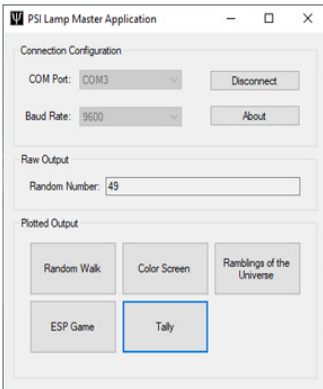 PSI Lamp Master Application
Connection Configuration
COM Port: COM3
Disconnect
Baud Rate: 9600
About
Raw Output
Random Number: 49
Plotted Output
Random Walk
Color Screen
Ramblings of the
Universe
ESP Game
Tally